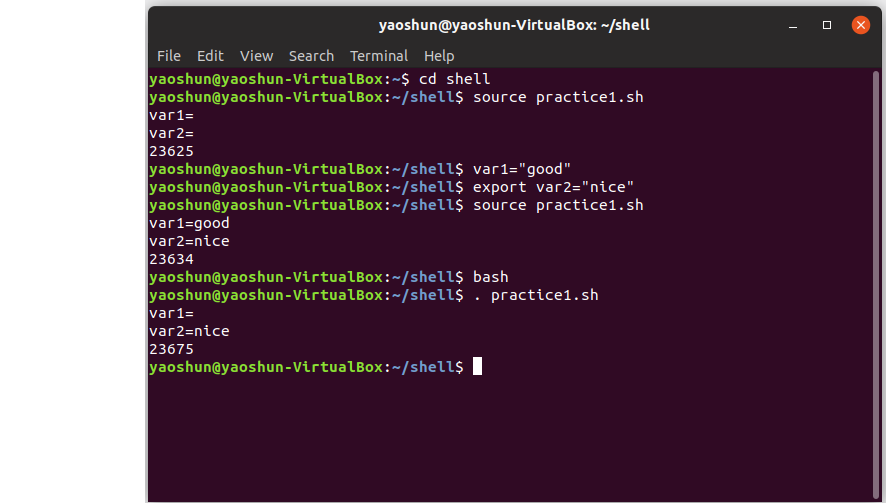 yaoshun@yaoshun-VirtualBox: ~/shell
File Edit View Search Terminal Help
yaoshun@yaoshun-VirtualBox:~$ cd shell
yaoshun@yaoshun-VirtualBox:~/shell$ source practice1.sh
var1=
var2=
23625
yaoshun@yaoshun-VirtualBox:~/shell$ var1="good"
yaoshun@yaoshun-VirtualBox:~/shell$ export var2="nice"
yaoshun@yaoshun-VirtualBox:~/shell$ source practice1.sh
var1=good
var2=nice
23634
yaoshun@yaoshun-VirtualBox:~/shell$ bash
yaoshun@yaoshun-VirtualBox:~/shell$ . practice1.sh
var1=
var2=nice
23675
yaoshun@yaoshun-VirtualBox:~/shell$